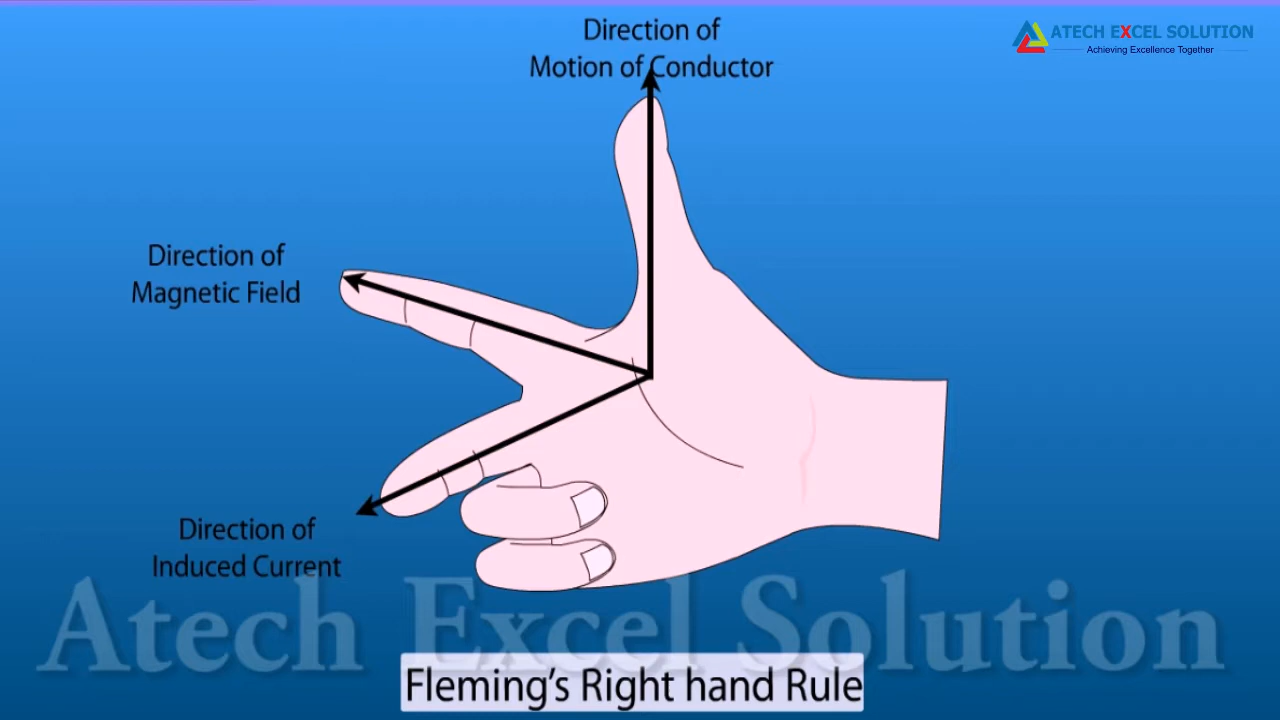 Direction of
Motion of Conductor
ATECH EXCEL SOLUTION
Achieving Excellence Together
Direction of
Magnetic Field
Direction of
Induced Current
Atech Excel Solution
Fleming's Right hand Rule